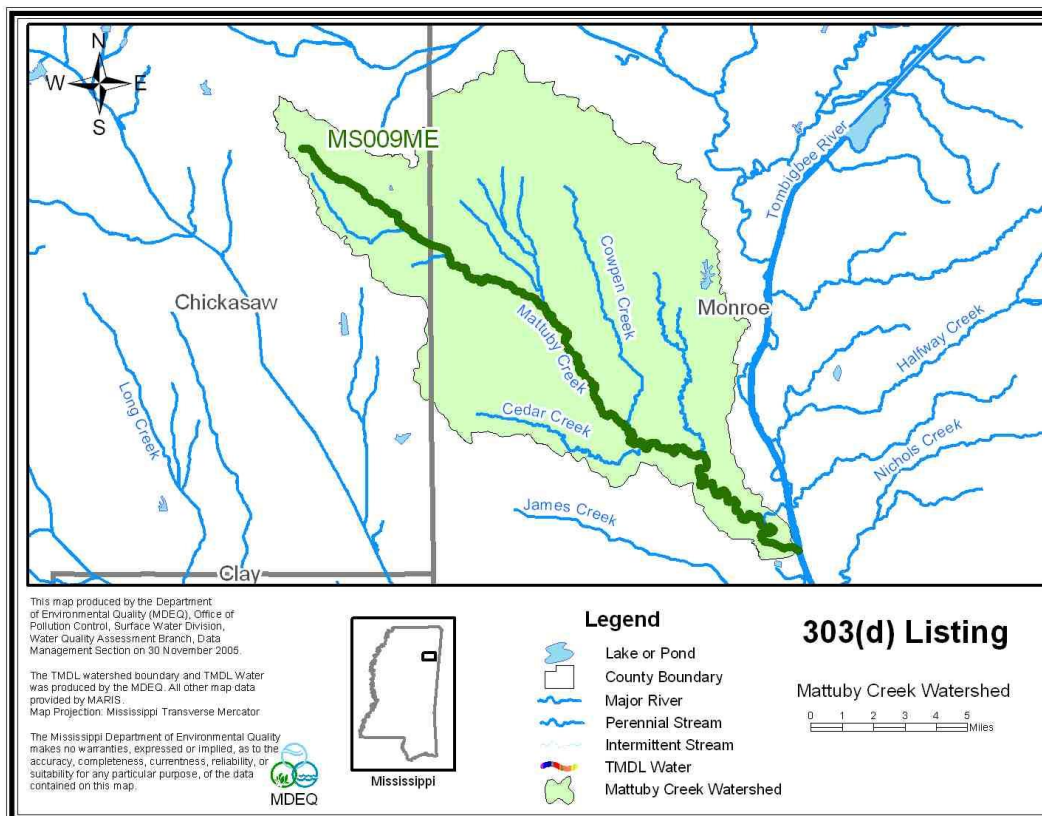 N
W E
S
MS009ME
Tombigbee River
Cowpen Creek
Chickasaw
Monroe
Mattuby Creek
Halfway Creek
Long Creek
Cedar Creek
Nichols Creek
James Creek
Clay
This map produced by the Department
of Environmental Quality (MDEQ), Office of
Pollution Control, Surface Water Division,
Water Quality Assessment Branch, Data
Management Section on 30 November 2005.
The TMDL watershed boundary and TMDL Water
was produced by the MDEQ. All other map data
provided by MARIS.
Map Projection: Mississippi Transverse Mercator
The Mississippi Department of Environmental Quality
makes no warranties, expressed or implied, as to the
accuracy, completeness, currentness, reliability, or
suitability for any particular purpose, of the data
contained on this map.
MDEQ
Mississippi
Legend
Lake or Pond
County Boundary
Major River
Perennial Stream
Intermittent Stream
TMDL Water
Mattuby Creek Watershed
303(d) Listing
Mattuby Creek Watershed
0 1 2 3 4 5
Miles